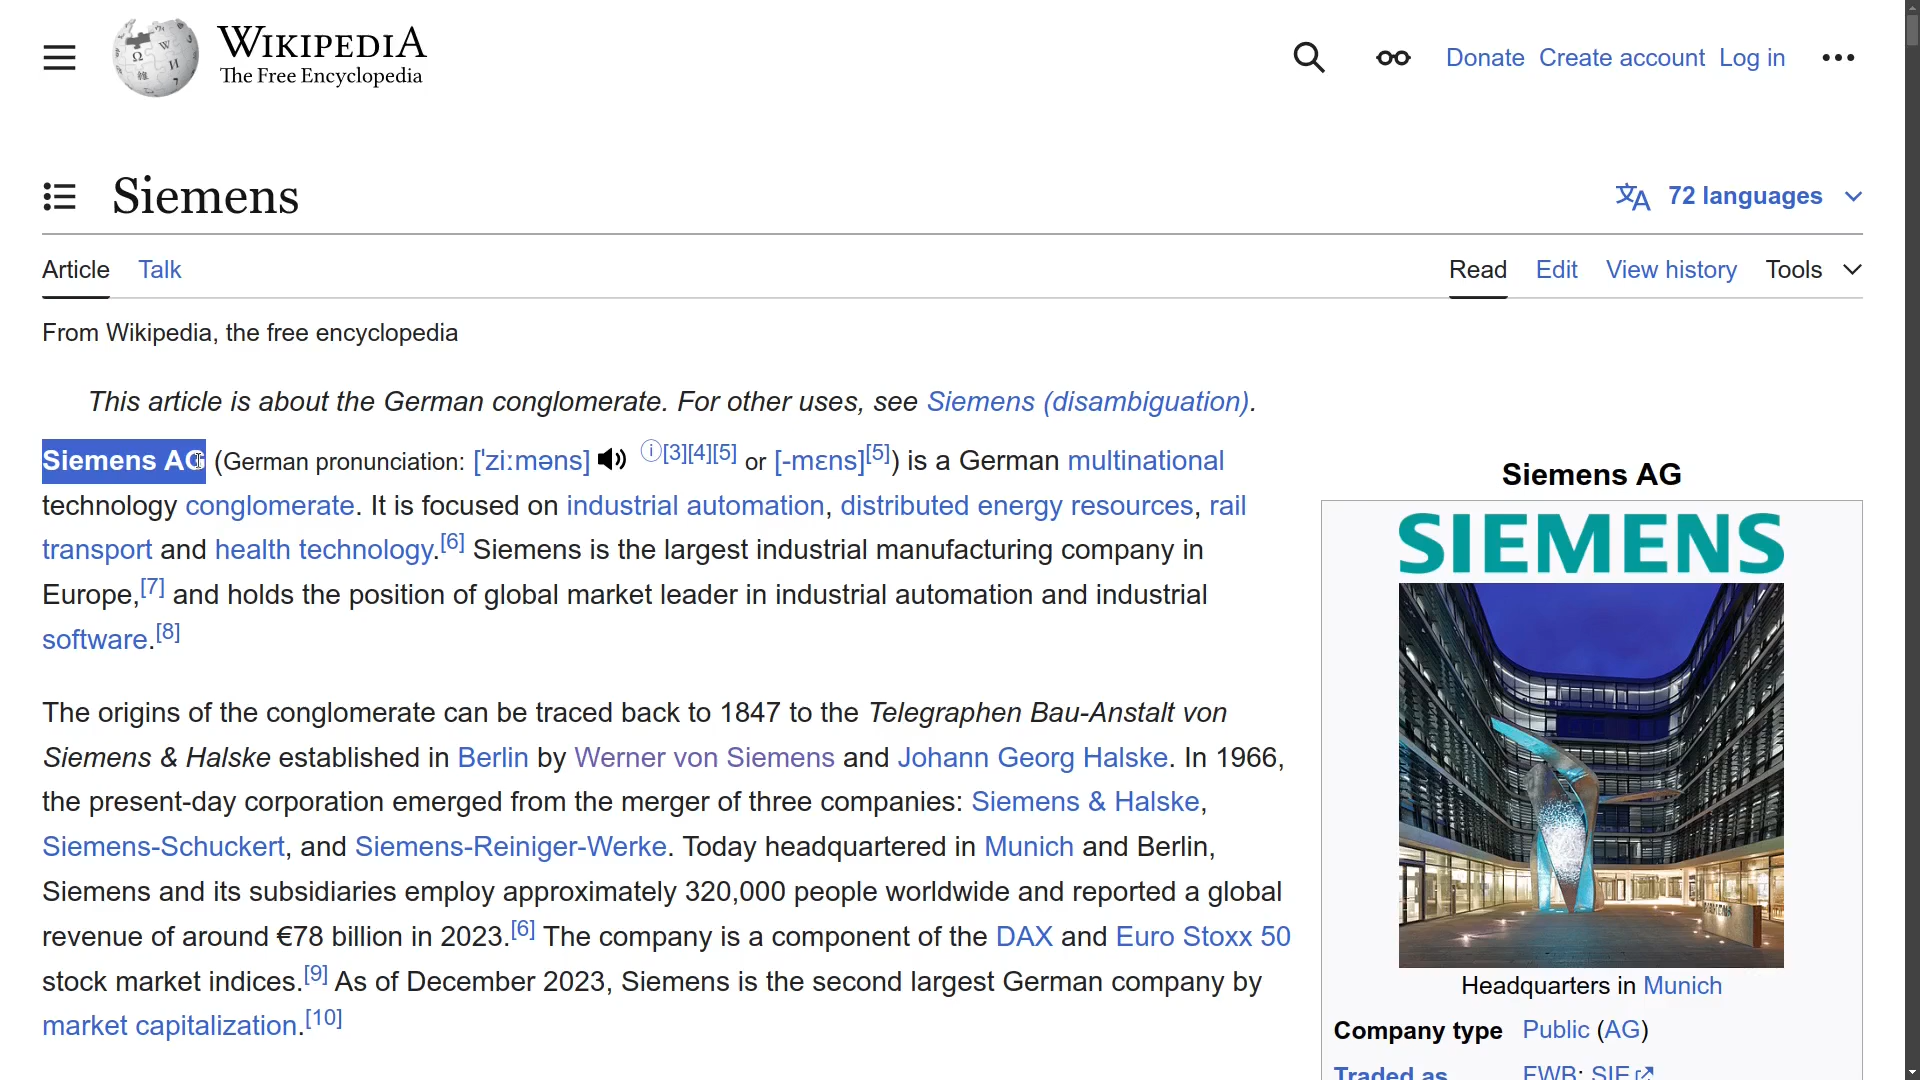 WIKIPEDIA
The Free Encyclopedia
Donate Create account Log in
Siemens
72 languages
Article Talk
Read Edit View history Tools
From Wikipedia, the free encyclopedia
This article is about the German conglomerate. For other uses, see Siemens (disambiguation).
Siemens AG (German pronunciation: [ˈziːməns] ⓘ[3][4][5] or [-mɛns][5]) is a German multinational
technology conglomerate. It is focused on industrial automation, distributed energy resources, rail
transport and health technology.[6] Siemens is the largest industrial manufacturing company in
Europe,[7] and holds the position of global market leader in industrial automation and industrial
software.[8]
The origins of the conglomerate can be traced back to 1847 to the Telegraphen Bau-Anstalt von
Siemens & Halske established in Berlin by Werner von Siemens and Johann Georg Halske. In 1966,
the present-day corporation emerged from the merger of three companies: Siemens & Halske,
Siemens-Schuckert, and Siemens-Reiniger-Werke. Today headquartered in Munich and Berlin,
Siemens and its subsidiaries employ approximately 320,000 people worldwide and reported a global
revenue of around €78 billion in 2023.[6] The company is a component of the DAX and Euro Stoxx 50
stock market indices.[9] As of December 2023, Siemens is the second largest German company by
market capitalization.[10]
Siemens AG
SIEMENS
SIEMENS
Headquarters in Munich
Company type Public (AG)
Traded as FWB: SIE